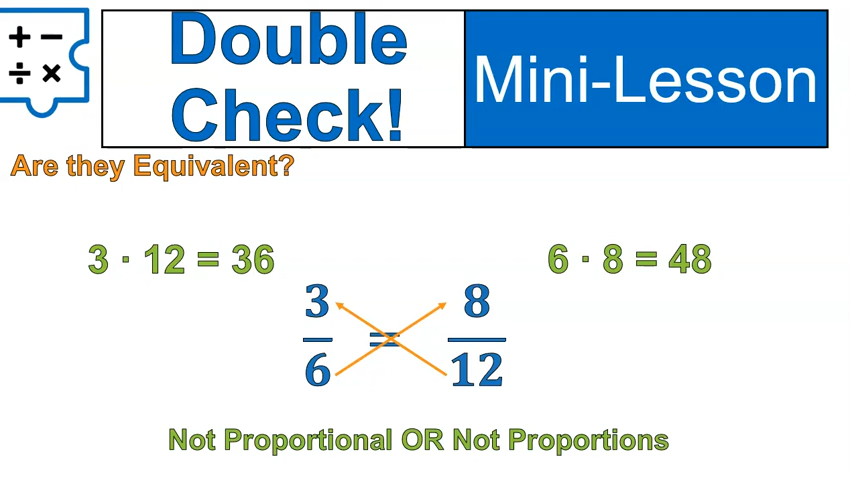 + −
÷ ×
Double
Check!
Mini-Lesson
Are they Equivalent?
3 · 12 = 36
6 · 8 = 48
3/6 = 8/12
Not Proportional OR Not Proportions